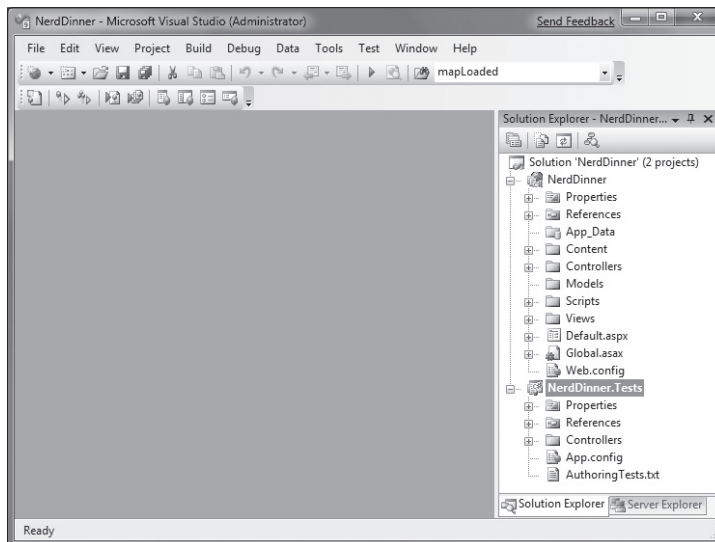 NerdDinner - Microsoft Visual Studio (Administrator)
Send Feedback
File Edit View Project Build Debug Data Tools Test Window Help
mapLoaded
Solution Explorer - NerdDinner...
Solution 'NerdDinner' (2 projects)
NerdDinner
Properties
References
App_Data
Content
Controllers
Models
Scripts
Views
Default.aspx
Global.asax
Web.config
NerdDinner.Tests
Properties
References
Controllers
App.config
AuthoringTests.txt
Solution Explorer Server Explorer
Ready